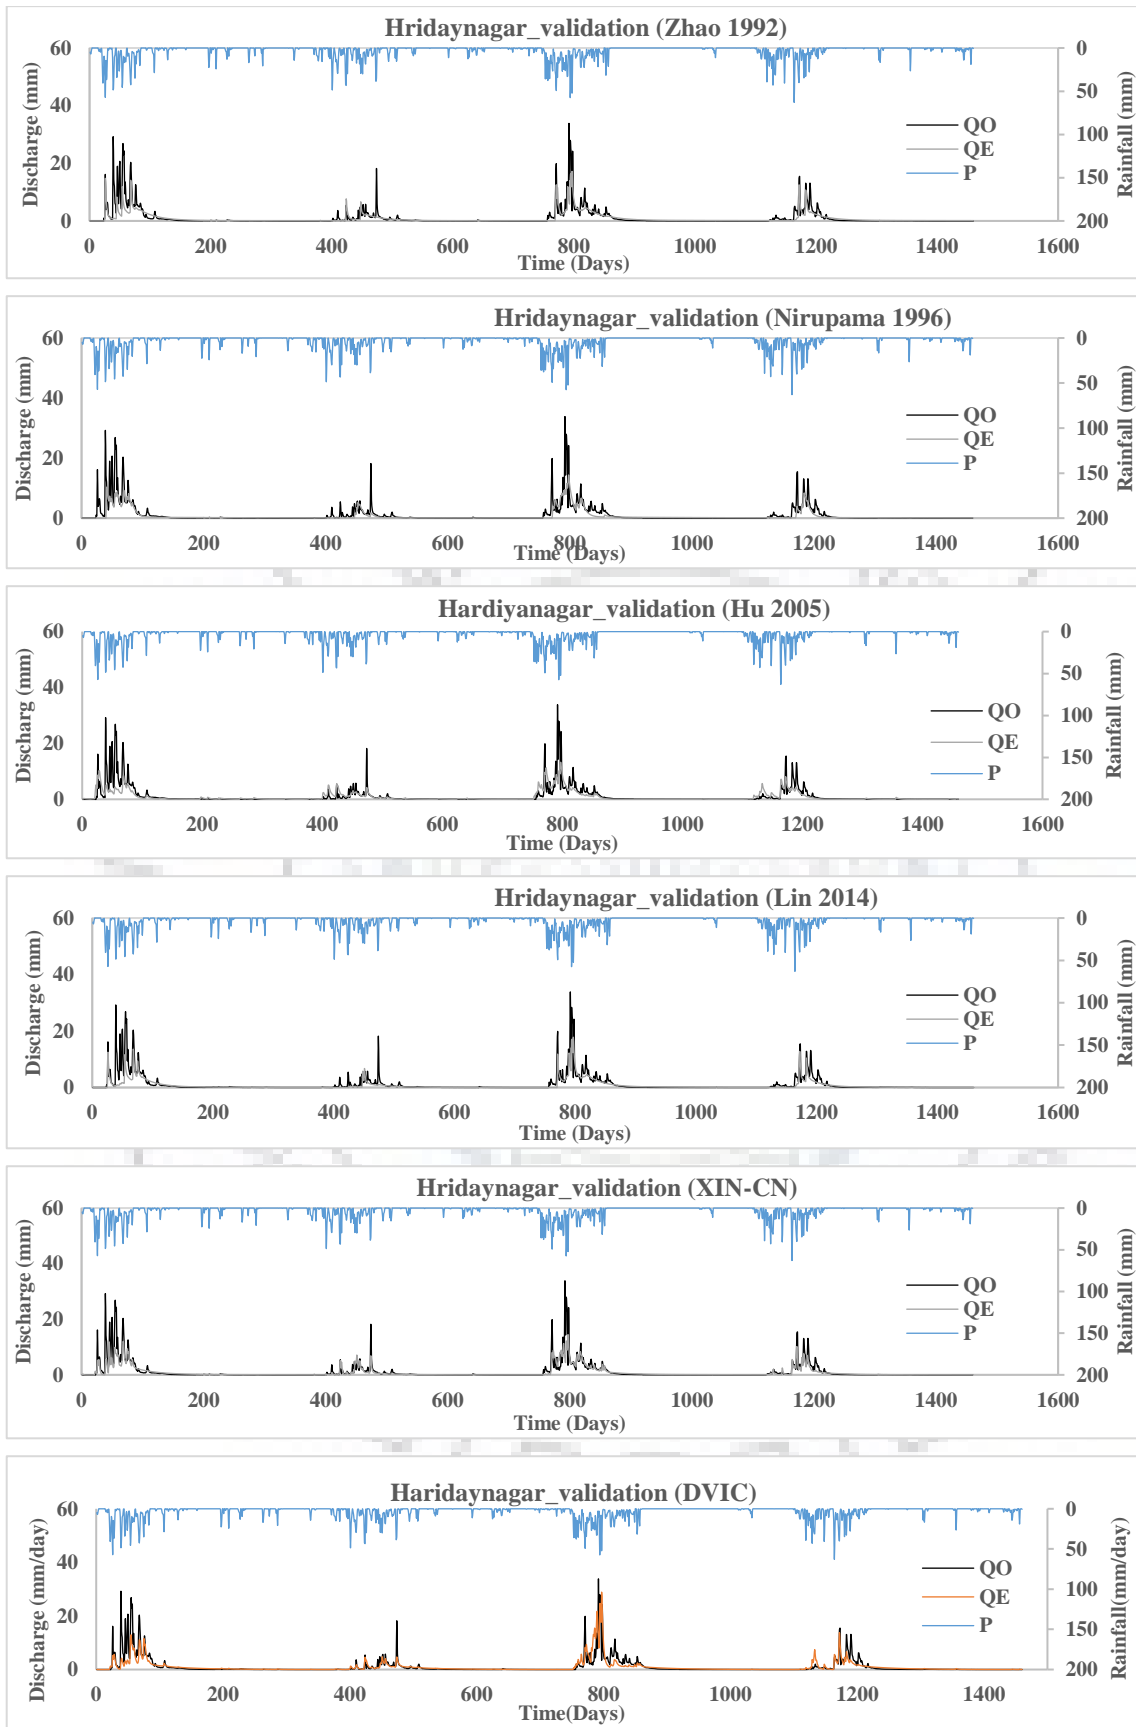 Hridaynagar_validation (Zhao 1992)
60 0
40 50
20 100
0 150
200
Discharge (mm)
Rainfall (mm)
QO
QE
P
0 200 400 600 800 1000 1200 1400 1600
Time (Days)
Hridaynagar_validation (Nirupama 1996)
60 0
40 50
20 100
0 150
200
Discharge (mm)
Rainfall (mm)
QO
QE
P
0 200 400 600 800 1000 1200 1400 1600
Time (Days)
Hardiyanagar_validation (Hu 2005)
60 0
40 50
20 100
0 150
200
Discharg (mm)
Rainfall (mm)
QO
QE
P
0 200 400 600 800 1000 1200 1400 1600
Time (Days)
Hridaynagar_validation (Lin 2014)
60 0
40 50
20 100
0 150
200
Discharge (mm)
Rainfall (mm)
QO
QE
P
0 200 400 600 800 1000 1200 1400 1600
Time (Days)
Hridaynagar_validation (XIN-CN)
60 0
40 50
20 100
0 150
200
Discharge (mm)
Rainfall (mm)
QO
QE
P
0 200 400 600 800 1000 1200 1400 1600
Time (Days)
Haridaynagar_validation (DVIC)
60 0
40 50
20 100
0 150
200
Discharge (mm/day)
Rainfall(mm/day)
QO
QE
P
0 200 400 600 800 1000 1200 1400
Time(Days)